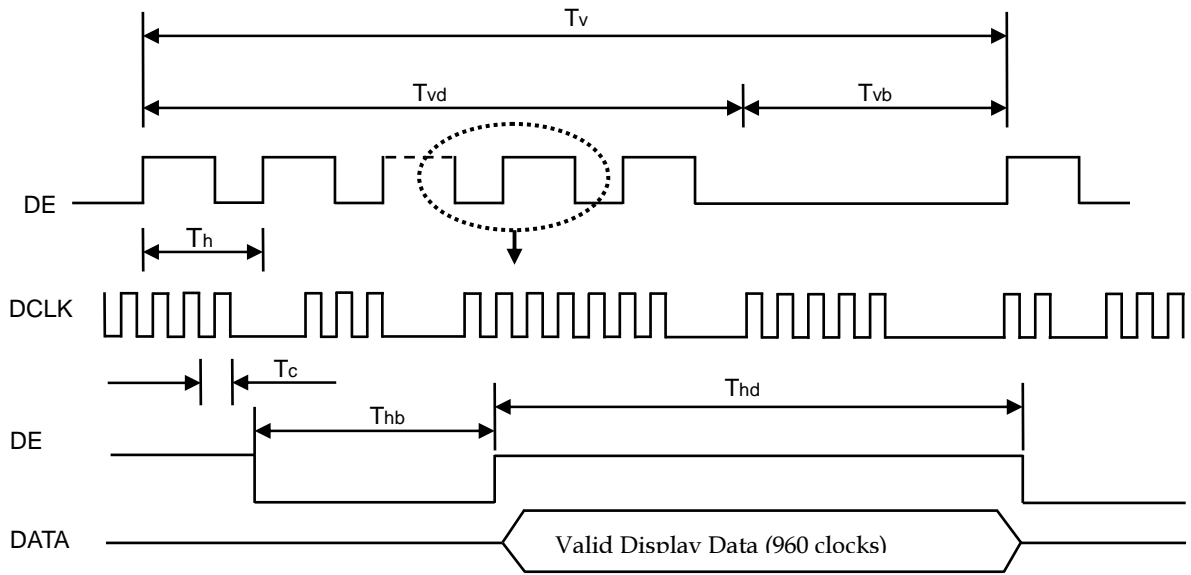 Tv
Tvd
Tvb
DE
Th
DCLK
Tc
Thd
Thb
DE
DATA
Valid Display Data (960 clocks)